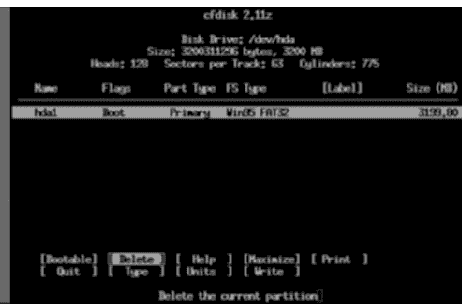 cfdisk 2.11z
Disk Drive: /dev/hda
Size: 3200311296 bytes, 3200 MB
Heads: 128 Sectors per Track: 63 Cylinders: 775
Name Flags Part Type FS Type [Label] Size (MB)
hda1 Boot Primary Win95 FAT32 3199,80
[Bootable] [ Delete ] [ Help ] [Maximize] [ Print ]
[ Quit ] [ Type ] [ Units ] [ Write ]
Delete the current partition